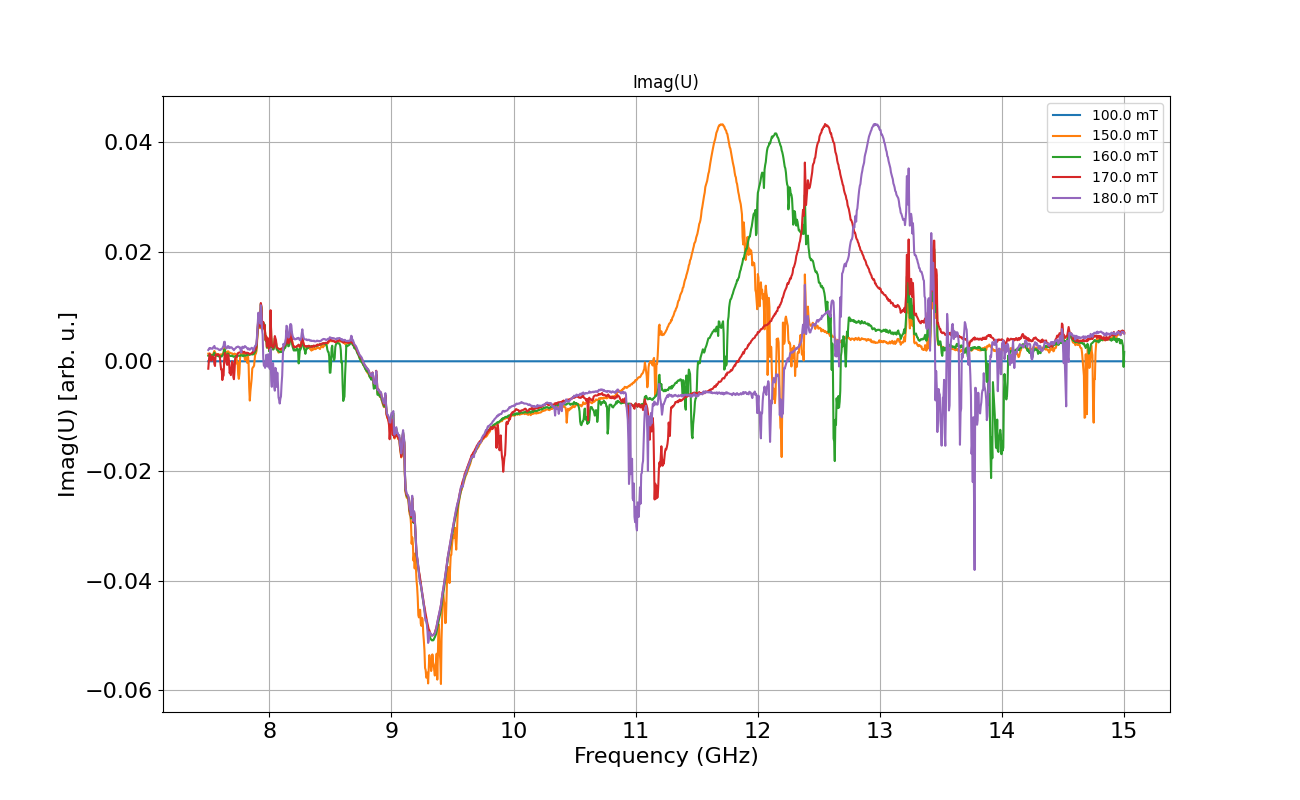 Imag(U)
100.0 mT
150.0 mT
160.0 mT
170.0 mT
180.0 mT
0.04
0.02
0.00
−0.02
−0.04
−0.06
Imag(U) [arb. u.]
8 9 10 11 12 13 14 15
Frequency (GHz)